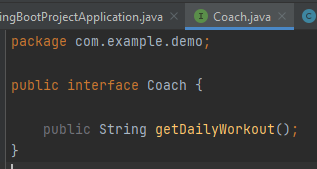 ingBootProjectApplication.java
Coach.java
package com.example.demo;
public interface Coach {
public String getDailyWorkout();
}